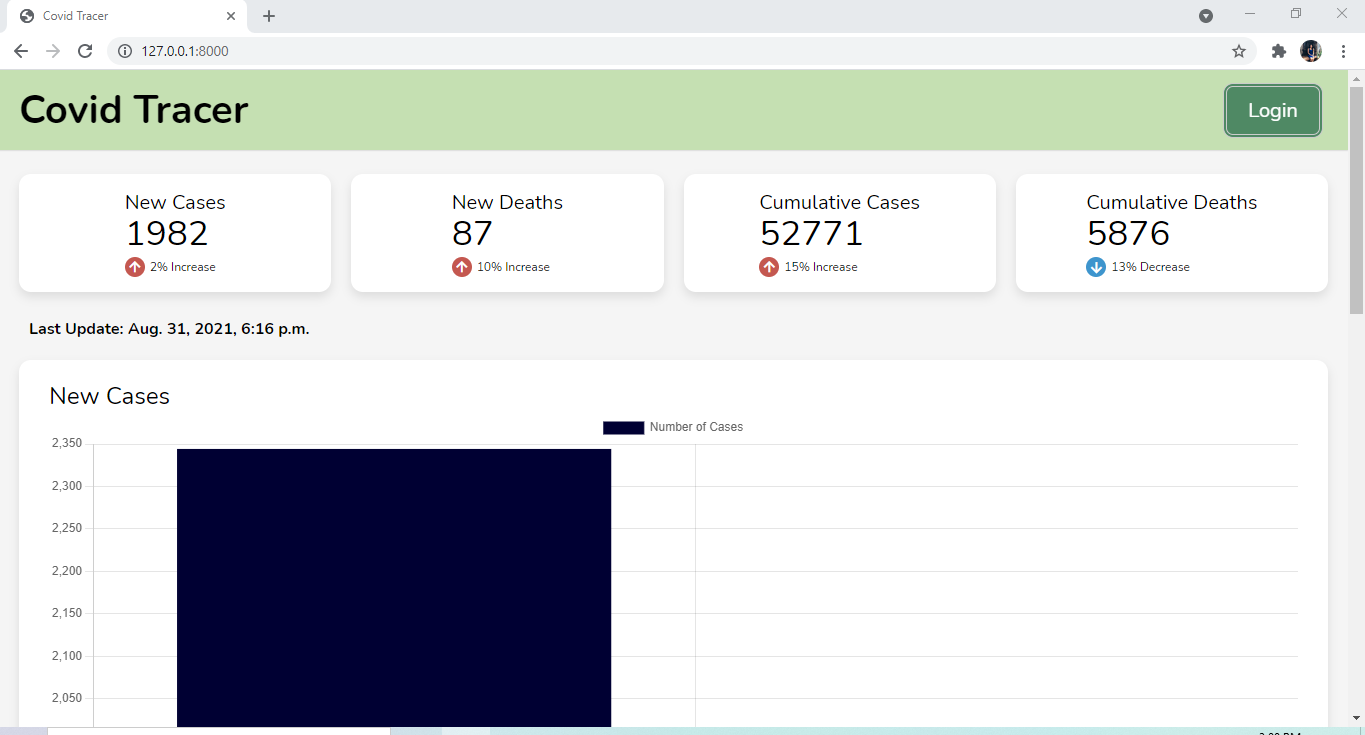 Covid Tracer
127.0.0.1:8000
Covid Tracer
Login
New Cases
1982
2% Increase
New Deaths
87
10% Increase
Cumulative Cases
52771
15% Increase
Cumulative Deaths
5876
13% Decrease
Last Update: Aug. 31, 2021, 6:16 p.m.
New Cases
Number of Cases
2,350
2,300
2,250
2,200
2,150
2,100
2,050